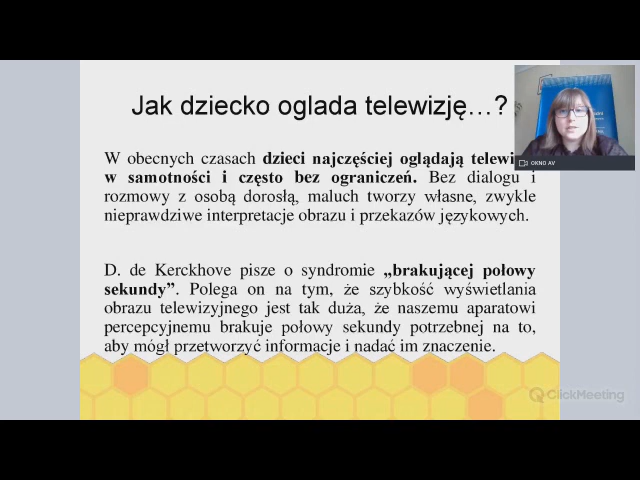 Jak dziecko oglada telewizję…?
W obecnych czasach dzieci najczęściej oglądają telewi
w samotności i często bez ograniczeń. Bez dialogu i
rozmowy z osobą dorosłą, maluch tworzy własne, zwykle
nieprawdziwe interpretacje obrazu i przekazów językowych.
D. de Kerckhove pisze o syndromie „brakującej połowy
sekundy”. Polega on na tym, że szybkość wyświetlania
obrazu telewizyjnego jest tak duża, że naszemu aparatowi
percepcyjnemu brakuje połowy sekundy potrzebnej na to,
aby mógł przetworzyć informacje i nadać im znaczenie.
OKNO AV
ClickMeeting